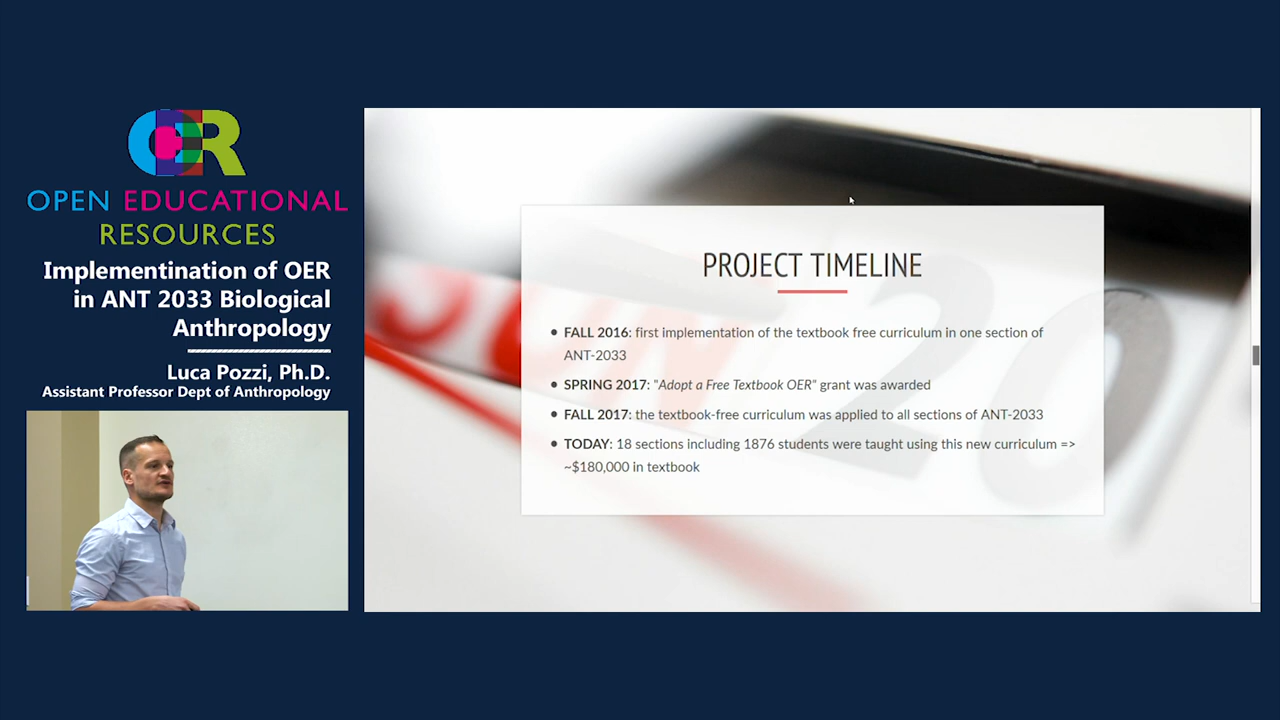 OER
OPEN EDUCATIONAL
RESOURCES
Implementination of OER
in ANT 2033 Biological
Anthropology
Luca Pozzi, Ph.D.
Assistant Professor Dept of Anthropology
PROJECT TIMELINE
• FALL 2016: first implementation of the textbook free curriculum in one section of
ANT-2033
• SPRING 2017: "Adopt a Free Textbook OER" grant was awarded
• FALL 2017: the textbook-free curriculum was applied to all sections of ANT-2033
• TODAY: 18 sections including 1876 students were taught using this new curriculum =>
~$180,000 in textbook
20